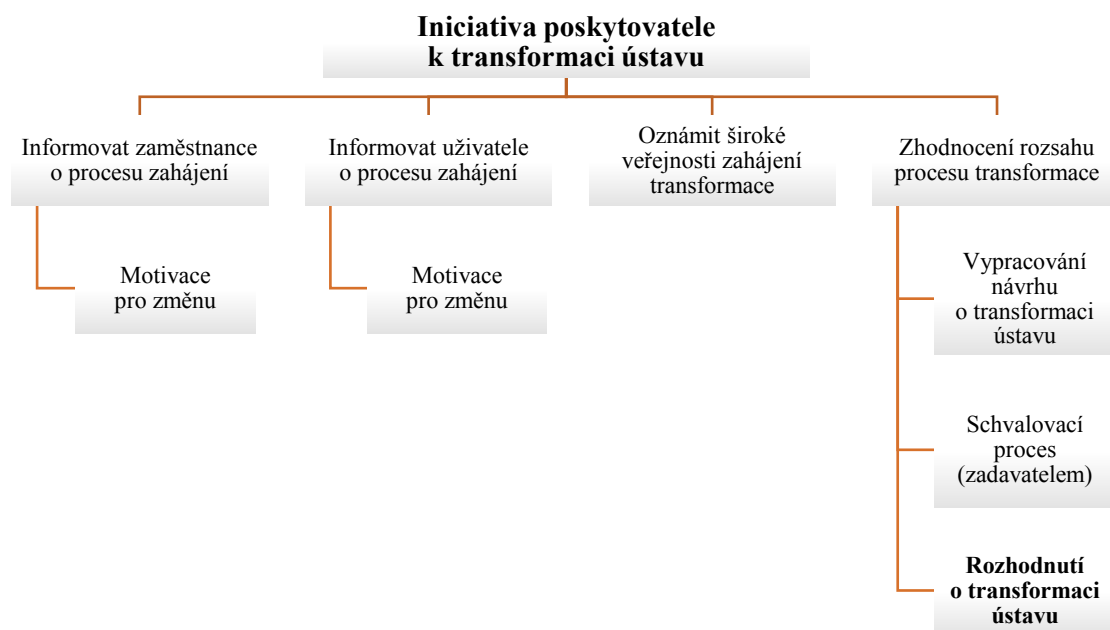 Iniciativa poskytovatele
k transformaci ústavu
Informovat zaměstnance
o procesu zahájení
Motivace
pro změnu
Informovat uživatele
o procesu zahájení
Motivace
pro změnu
Oznámit široké
veřejnosti zahájení
transformace
Zhodnocení rozsahu
procesu transformace
Vypracování
návrhu
o transformaci
ústavu
Schvalovací
proces
(zadavatelem)
Rozhodnutí
o transformaci
ústavu